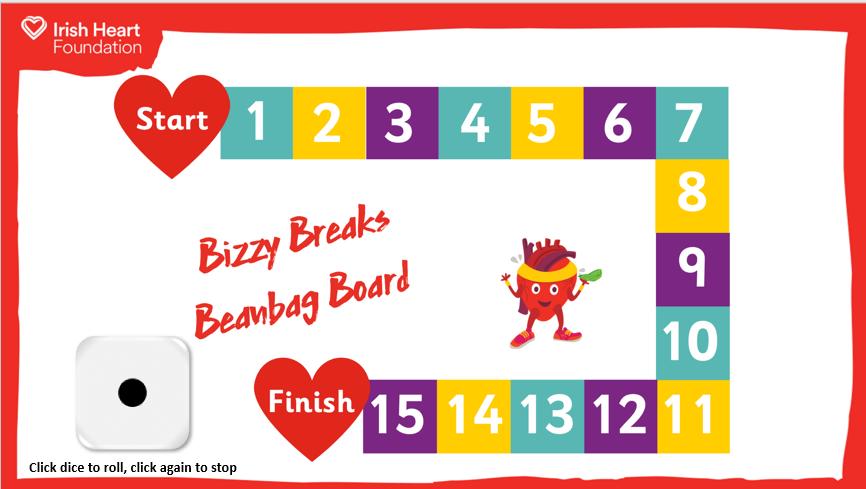 Irish Heart
Foundation
Start 1 2 3 4 5 6 7
8
9
10
Bizzy Breaks
Beanbag Board
Finish 15 14 13 12 11
Click dice to roll, click again to stop